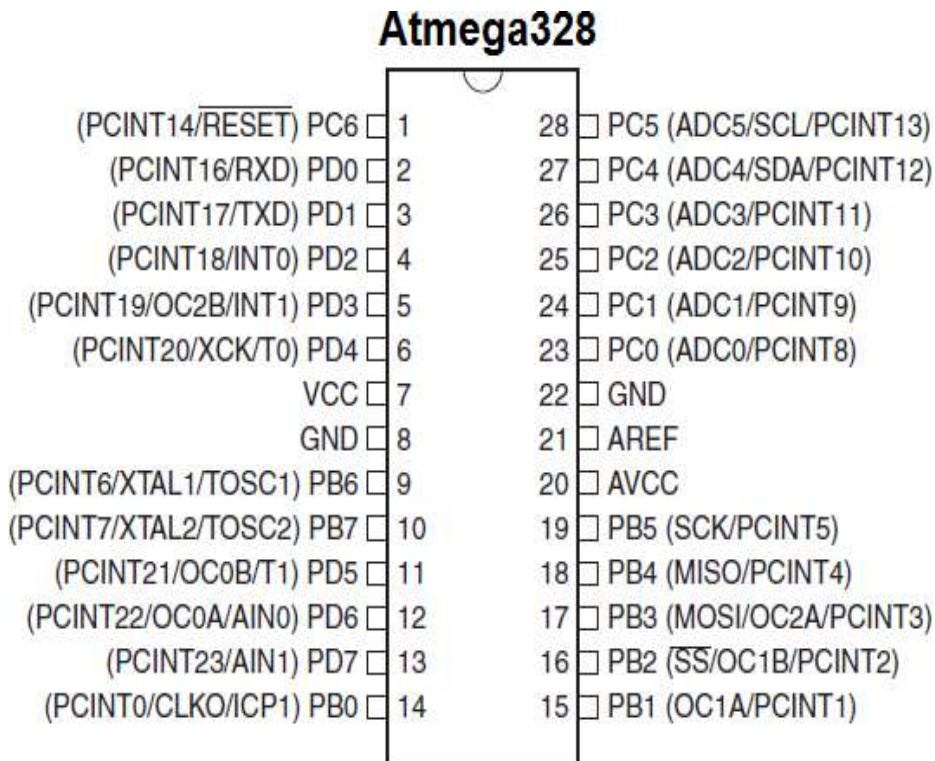 Atmega328
(PCINT14/RESET) PC6 1 28 PC5 (ADC5/SCL/PCINT13)
(PCINT16/RXD) PD0 2 27 PC4 (ADC4/SDA/PCINT12)
(PCINT17/TXD) PD1 3 26 PC3 (ADC3/PCINT11)
(PCINT18/INT0) PD2 4 25 PC2 (ADC2/PCINT10)
(PCINT19/OC2B/INT1) PD3 5 24 PC1 (ADC1/PCINT9)
(PCINT20/XCK/T0) PD4 6 23 PC0 (ADC0/PCINT8)
VCC 7 22 GND
GND 8 21 AREF
(PCINT6/XTAL1/TOSC1) PB6 9 20 AVCC
(PCINT7/XTAL2/TOSC2) PB7 10 19 PB5 (SCK/PCINT5)
(PCINT21/OC0B/T1) PD5 11 18 PB4 (MISO/PCINT4)
(PCINT22/OC0A/AIN0) PD6 12 17 PB3 (MOSI/OC2A/PCINT3)
(PCINT23/AIN1) PD7 13 16 PB2 (SS/OC1B/PCINT2)
(PCINT0/CLKO/ICP1) PB0 14 15 PB1 (OC1A/PCINT1)